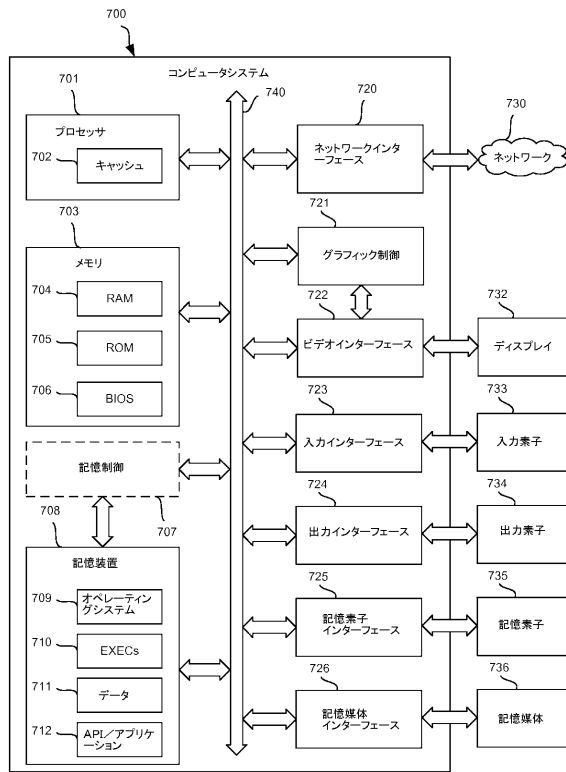 700
コンピュータシステム
701
プロセッサ
702
キャッシュ
703
メモリ
704
RAM
705
ROM
706
BIOS
記憶制御
707
708
記憶装置
709
オペレーティン
グシステム
710
EXECs
711
データ
712
API／アプリケ
ーション
740
720
ネットワークインタ
ーフェース
730
ネットワーク
721
グラフィック制御
722
ビデオインターフェース
732
ディスプレイ
723
入力インターフェース
733
入力素子
724
出力インターフェース
734
出力素子
725
記憶素子
インターフェース
735
記憶素子
726
記憶媒体
インターフェース
736
記憶媒体